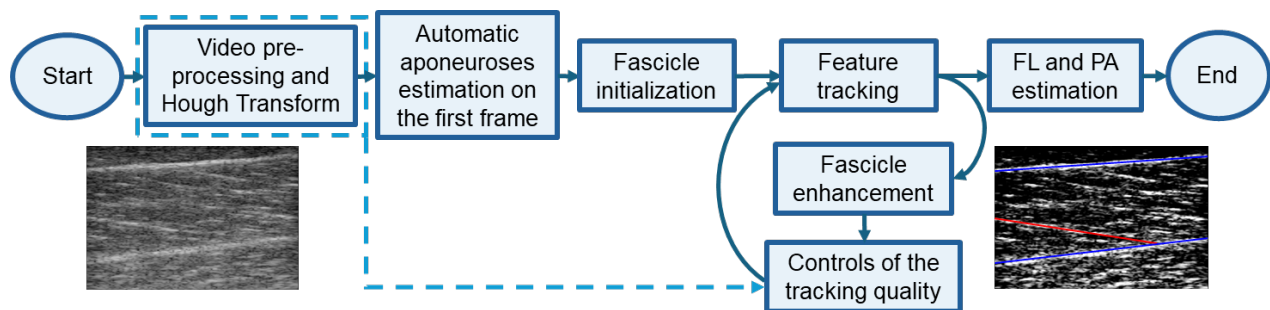 Start
Video pre-
processing and
Hough Transform
Automatic
aponeuroses
estimation on
the first frame
Fascicle
initialization
Feature
tracking
FL and PA
estimation
End
Fascicle
enhancement
Controls of the
tracking quality